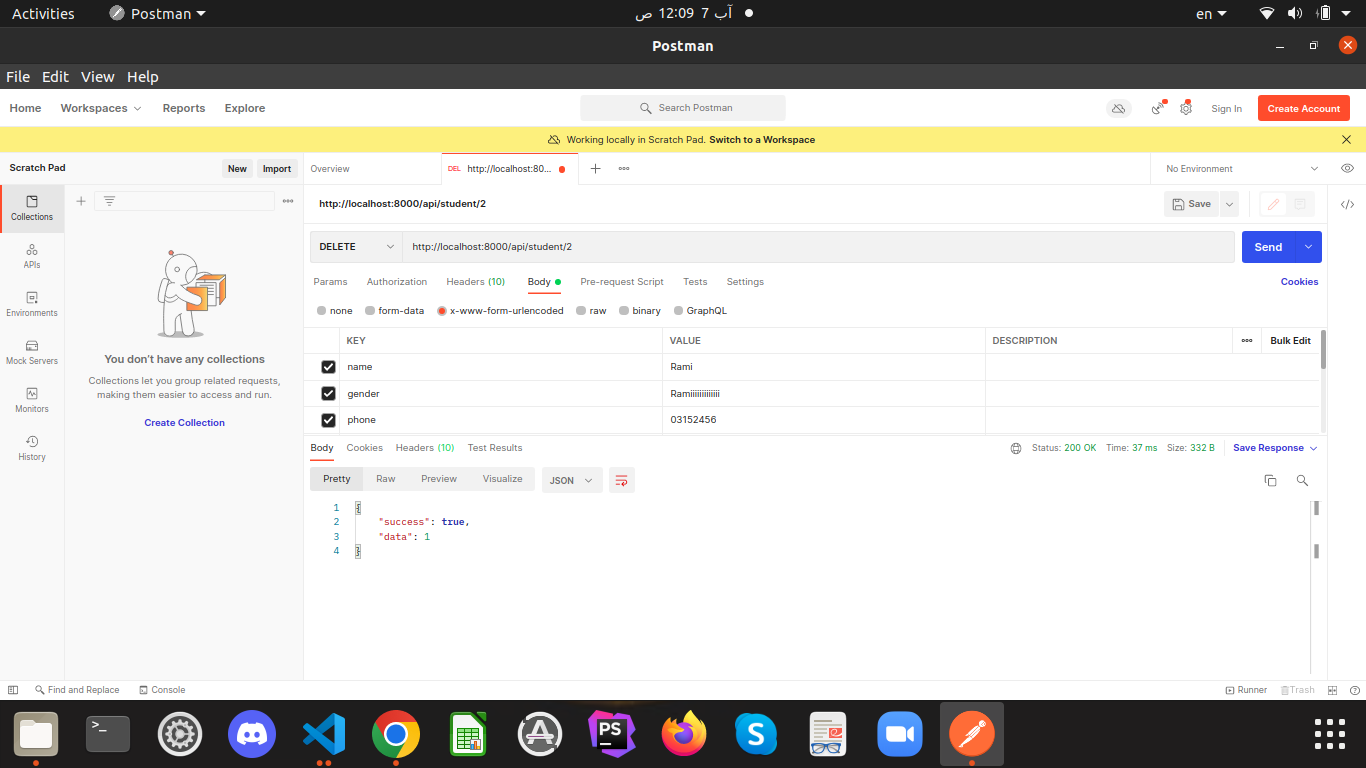 Activities Postman آب 7 12:09 ص en
Postman
File Edit View Help
Home Workspaces Reports Explore Search Postman Sign In Create Account
Working locally in Scratch Pad. Switch to a Workspace
Scratch Pad New Import Overview DEL http://localhost:80... No Environment
Collections
APIs
Environments
Mock Servers
Monitors
History
You don't have any collections
Collections let you group related requests,
making them easier to access and run.
Create Collection
http://localhost:8000/api/student/2 Save
DELETE http://localhost:8000/api/student/2 Send
Params Authorization Headers (10) Body Pre-request Script Tests Settings Cookies
none form-data x-www-form-urlencoded raw binary GraphQL
KEY VALUE DESCRIPTION Bulk Edit
name Rami
gender Ramiiiiiiiiiiiii
phone 03152456
Body Cookies Headers (10) Test Results Status: 200 OK Time: 37 ms Size: 332 B Save Response
Pretty Raw Preview Visualize JSON
1 {
2 "success": true,
3 "data": 1
4 }
Find and Replace Console Runner Trash
>_ PS S